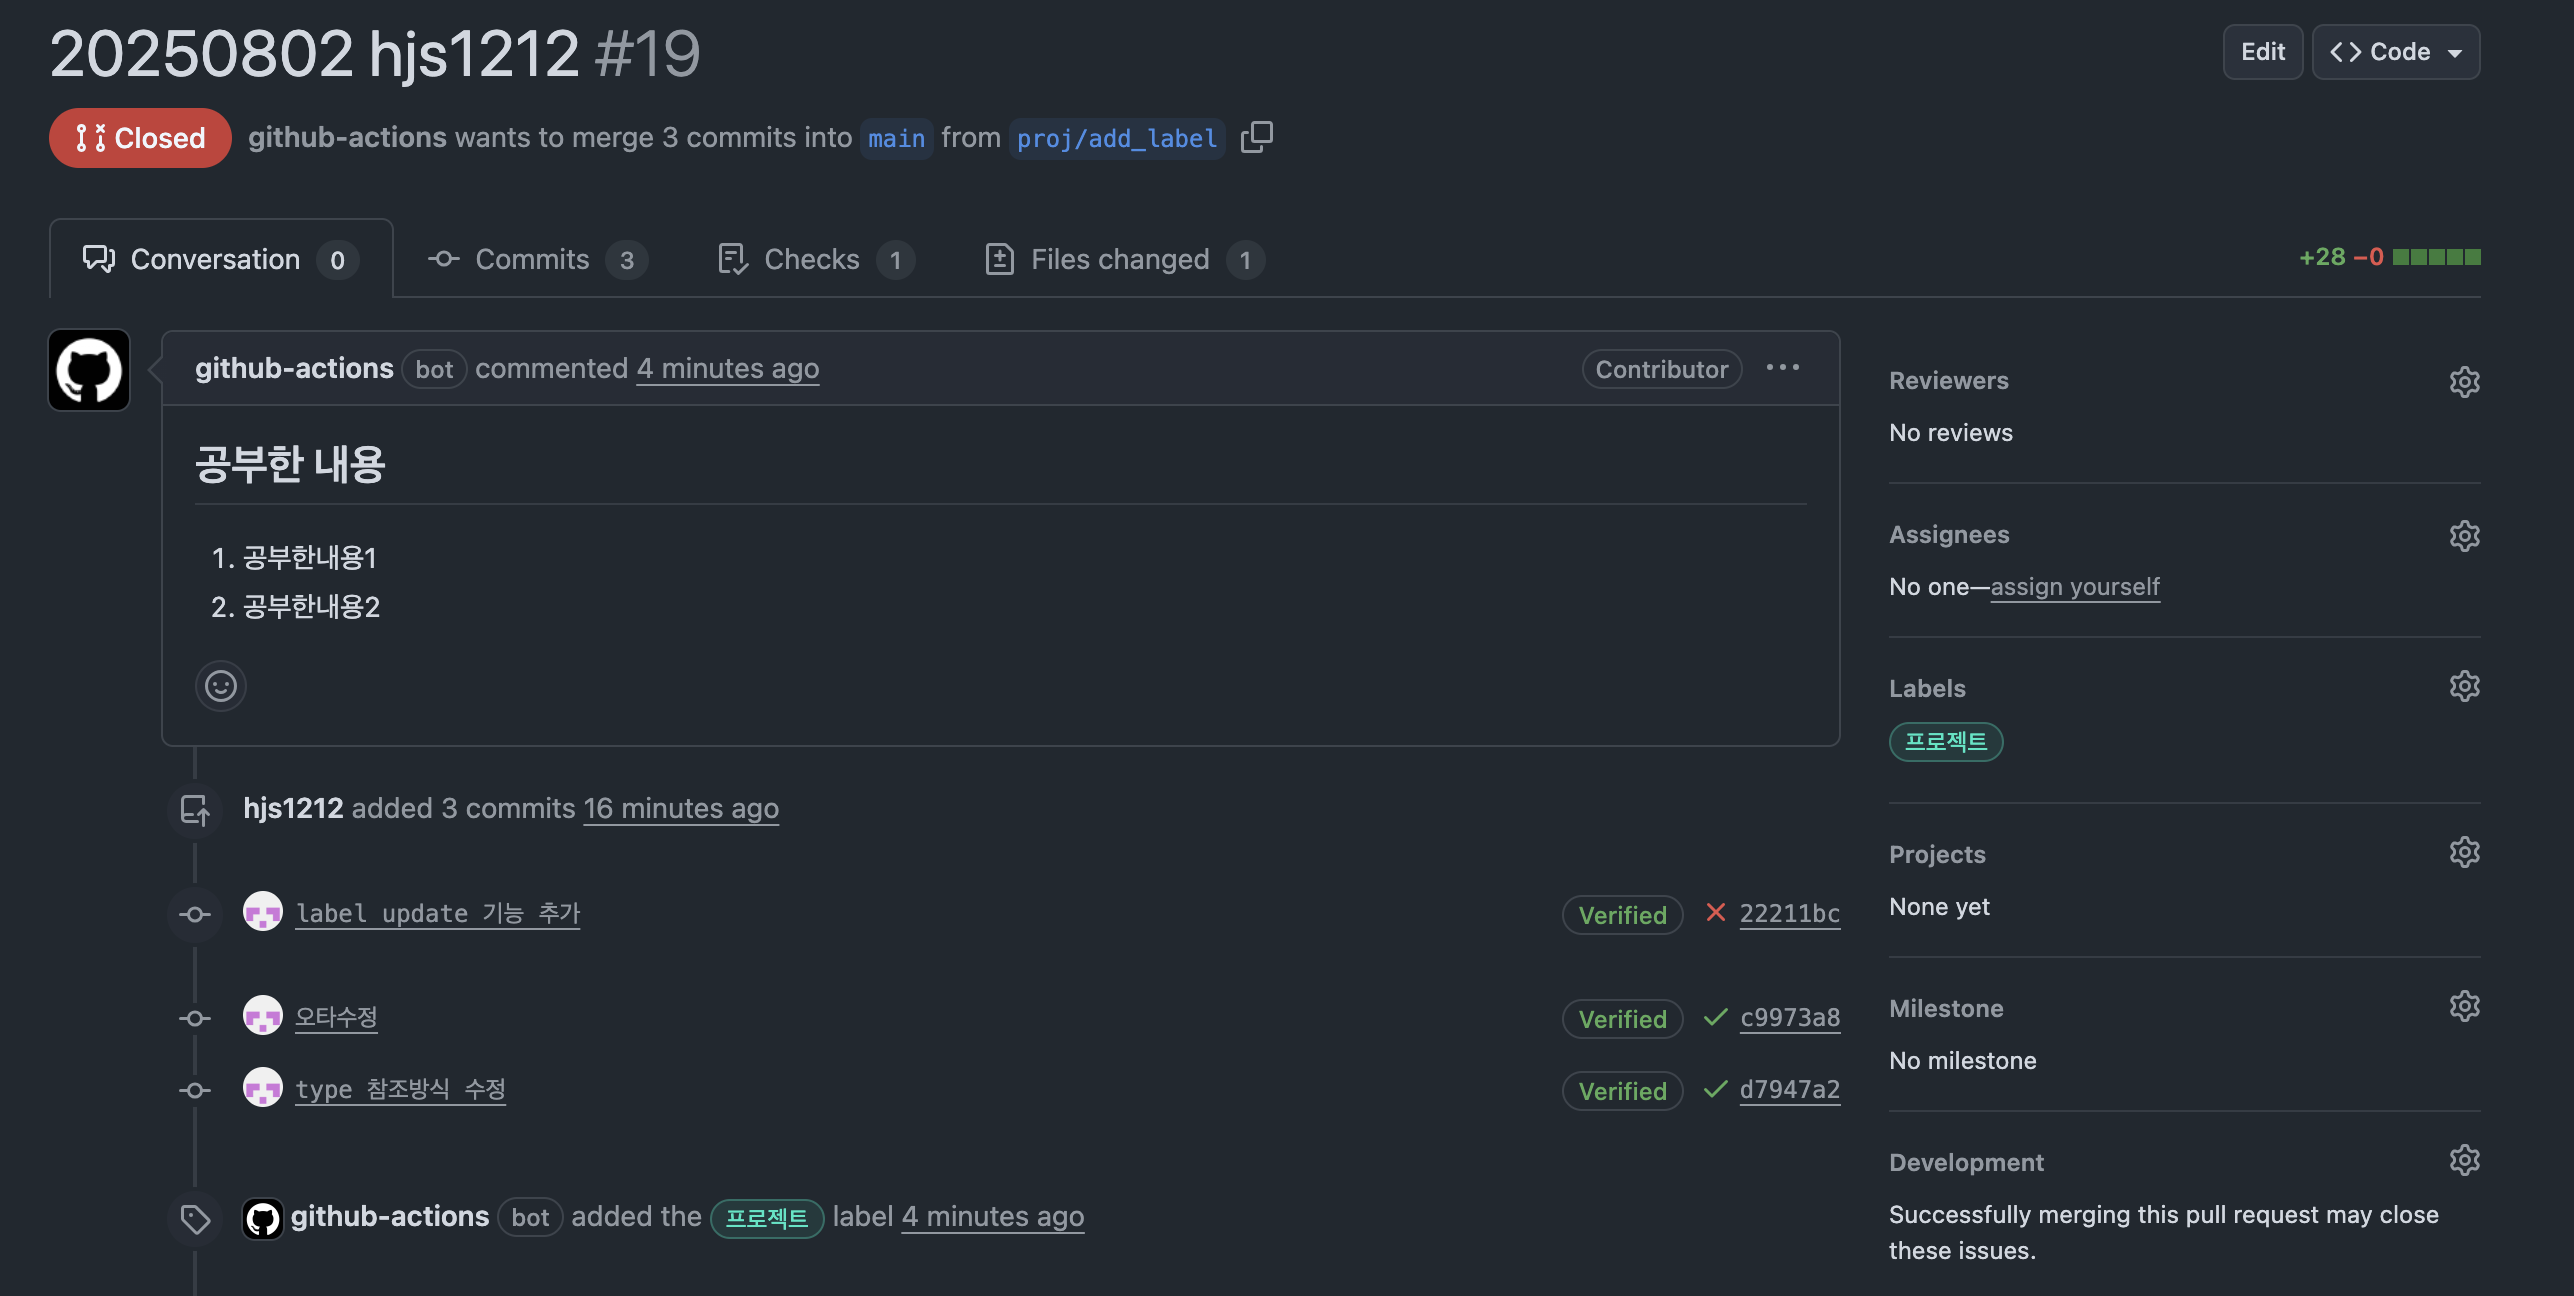 20250802 hjs1212 #19
Edit
Code
Closed
github-actions wants to merge 3 commits into main from proj/add_label
Conversation 0
Commits 3
Checks 1
Files changed 1
+28 −0
github-actions bot commented 4 minutes ago
Contributor
공부한 내용
1. 공부한내용1
2. 공부한내용2
hjs1212 added 3 commits 16 minutes ago
label update 기능 추가
Verified 22211bc
오타수정
Verified c9973a8
type 참조방식 수정
Verified d7947a2
github-actions bot added the 프로젝트 label 4 minutes ago
Reviewers
No reviews
Assignees
No one—assign yourself
Labels
프로젝트
Projects
None yet
Milestone
No milestone
Development
Successfully merging this pull request may close
these issues.